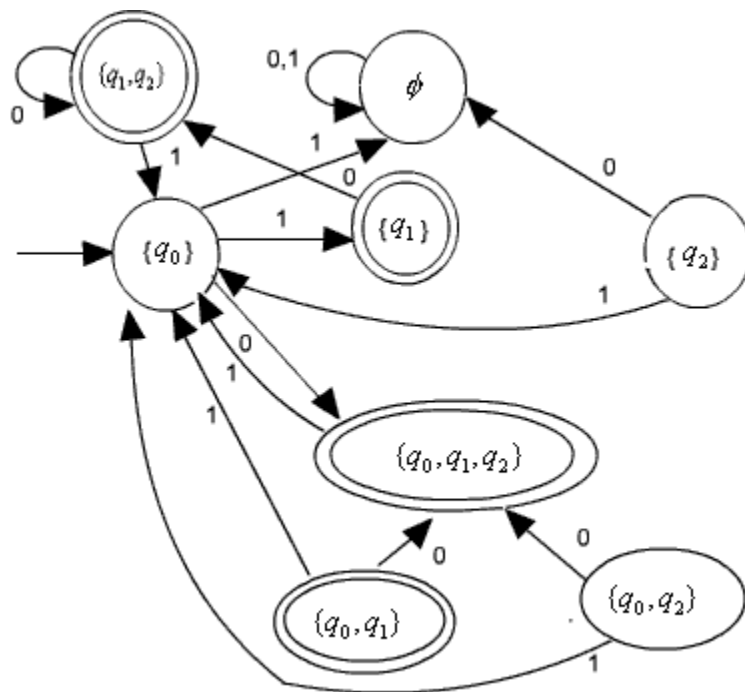 {q₁,q₂)
0,1
ϕ
0
1
1
0
0
{q₁}
1
{q₀}
{q₂}
1
0
1
1
{q₀,q₁,q₂}
0
0
{q₀,q₁}
{q₀,q₂}
1